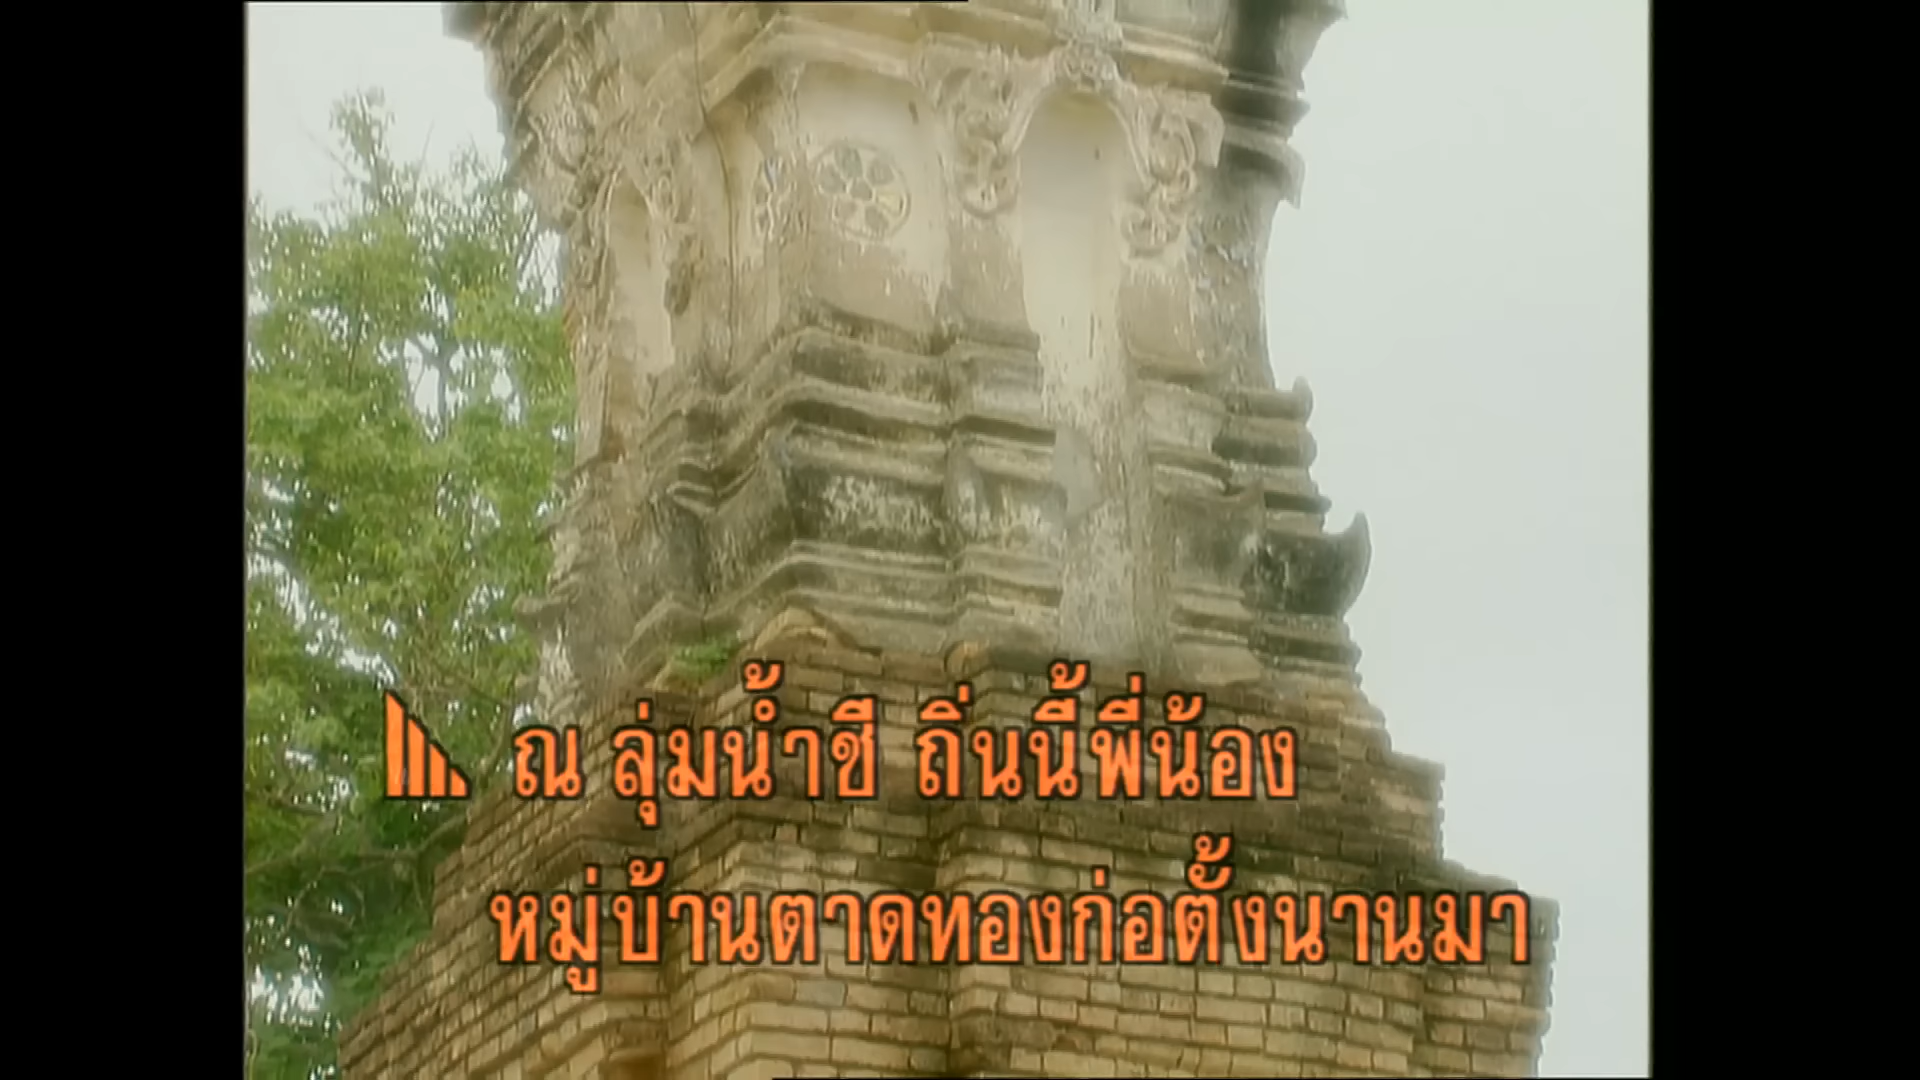 ณ ลุ่มน้ำชี ถิ่นนี้พี่น้อง
หมู่บ้านตาดทองก่อตั้งนานมา